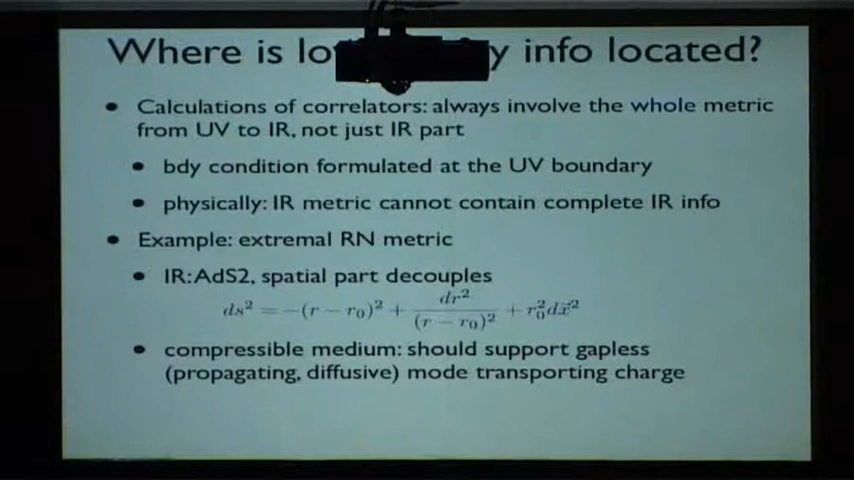 Where is lo y info located?
• Calculations of correlators: always involve the whole metric
from UV to IR, not just IR part
• bdy condition formulated at the UV boundary
• physically: IR metric cannot contain complete IR info
• Example: extremal RN metric
• IR: AdS2, spatial part decouples
ds² = −(r − r₀)² + dr²/(r − r₀)² + r₀²dx⃗²
• compressible medium: should support gapless
(propagating, diffusive) mode transporting charge